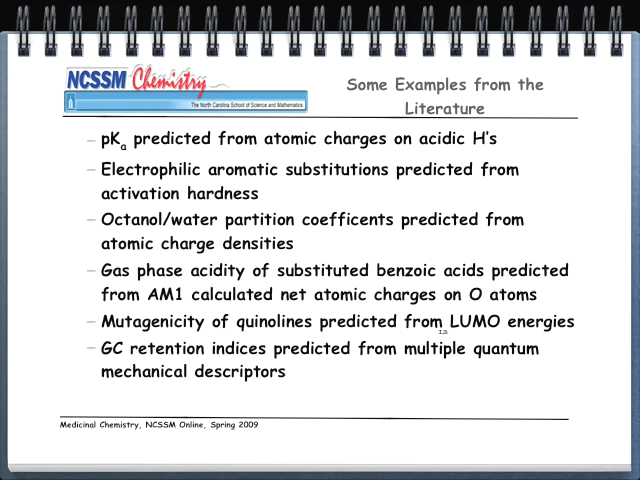 NCSSM Chemistry
The North Carolina School of Science and Mathematics
Some Examples from the
Literature
– pKa predicted from atomic charges on acidic H's
– Electrophilic aromatic substitutions predicted from
activation hardness
– Octanol/water partition coefficents predicted from
atomic charge densities
– Gas phase acidity of substituted benzoic acids predicted
from AM1 calculated net atomic charges on O atoms
– Mutagenicity of quinolines predicted from LUMO energies
– GC retention indices predicted from multiple quantum
mechanical descriptors
Medicinal Chemistry, NCSSM Online, Spring 2009